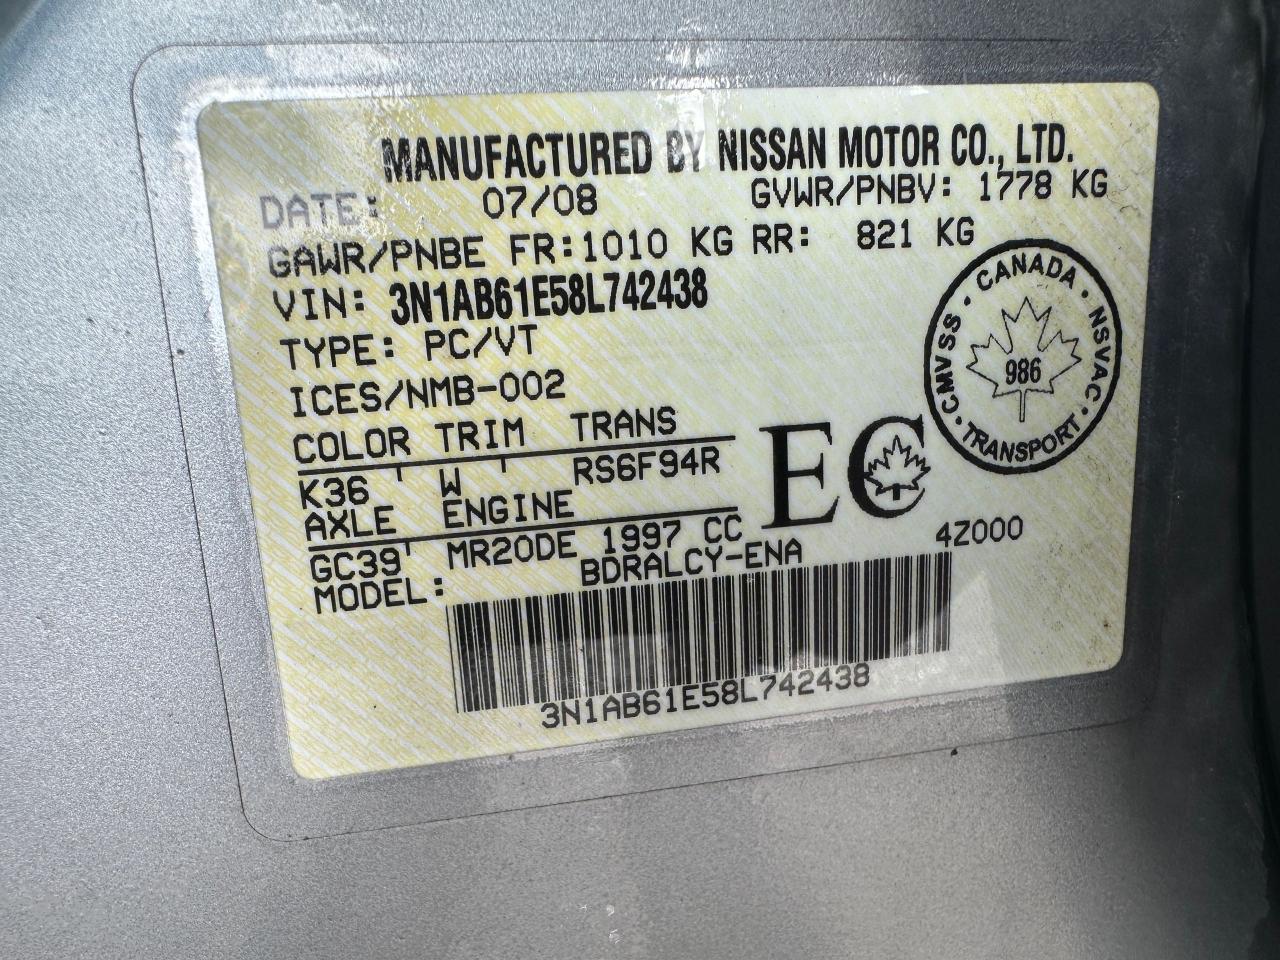 MANUFACTURED BY NISSAN MOTOR CO., LTD.
DATE: 07/08 GVWR/PNBV: 1778 KG
GAWR/PNBE FR:1010 KG RR: 821 KG
VIN: 3N1AB61E58L742438
TYPE: PC/VT
ICES/NMB-002
COLOR TRIM TRANS
K36 W RS6F94R
AXLE ENGINE
GC39 MR20DE 1997 CC
MODEL: BDRALCY-ENA 4Z000
3N1AB61E58L742438
EC
CANADA · NSVAC · TRANSPORT · CMVSS ·
986